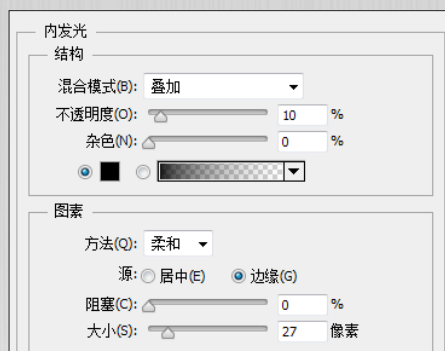 内发光
结构
混合模式(B): 叠加
不透明度(O): 10 %
杂色(N): 0 %
图素
方法(Q): 柔和
源: 居中(E) 边缘(G)
阻塞(C): 0 %
大小(S): 27 像素